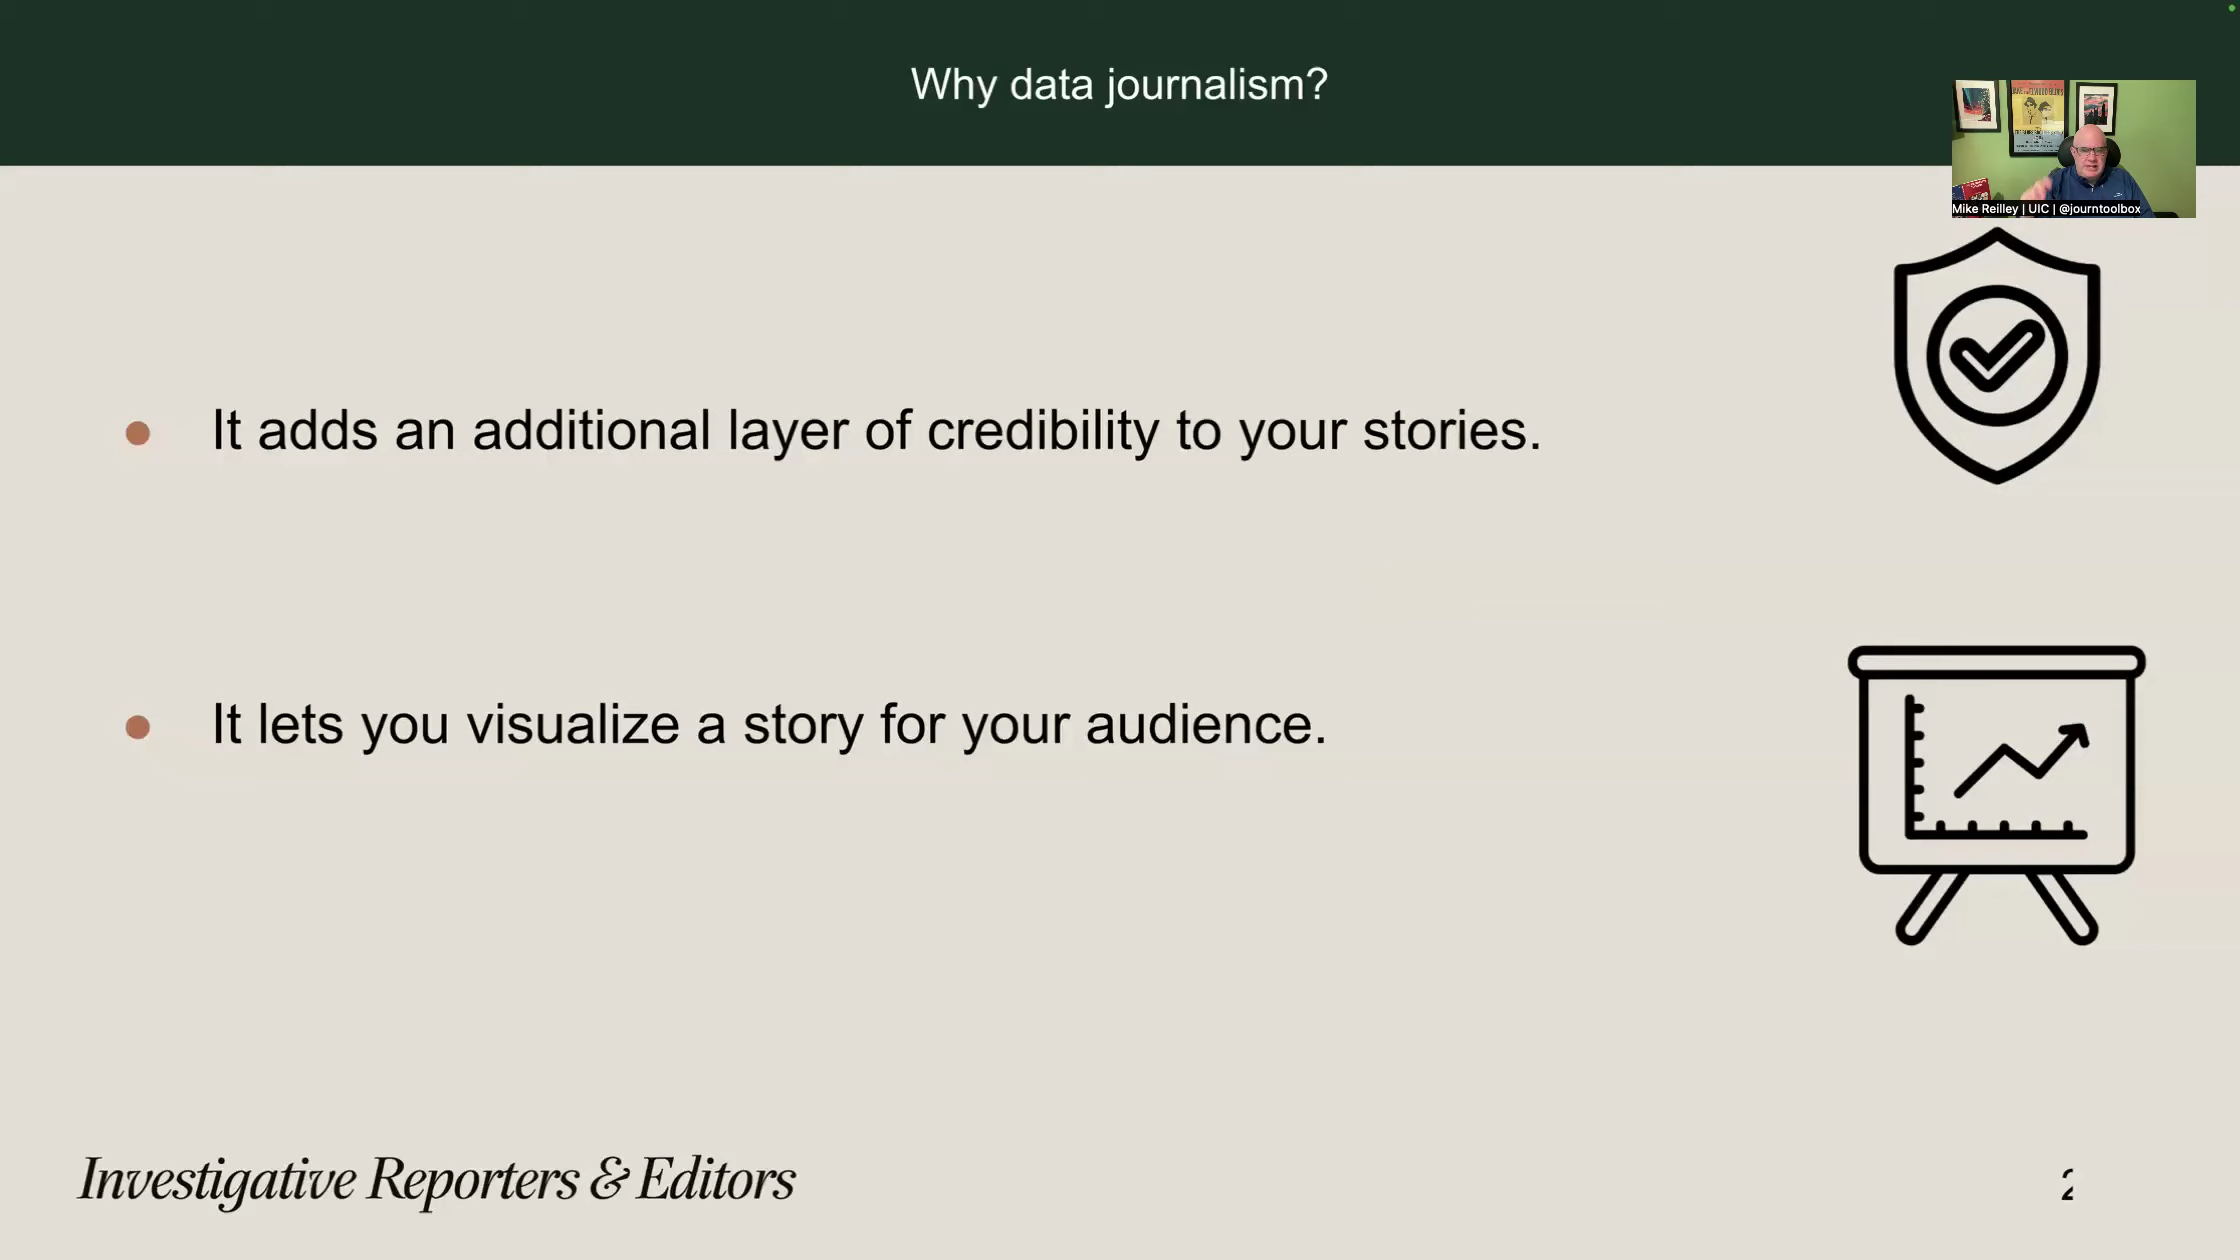 Why data journalism?
Mike Reilley | UIC | @journtoolbox
It adds an additional layer of credibility to your stories.
It lets you visualize a story for your audience.
Investigative Reporters & Editors
2